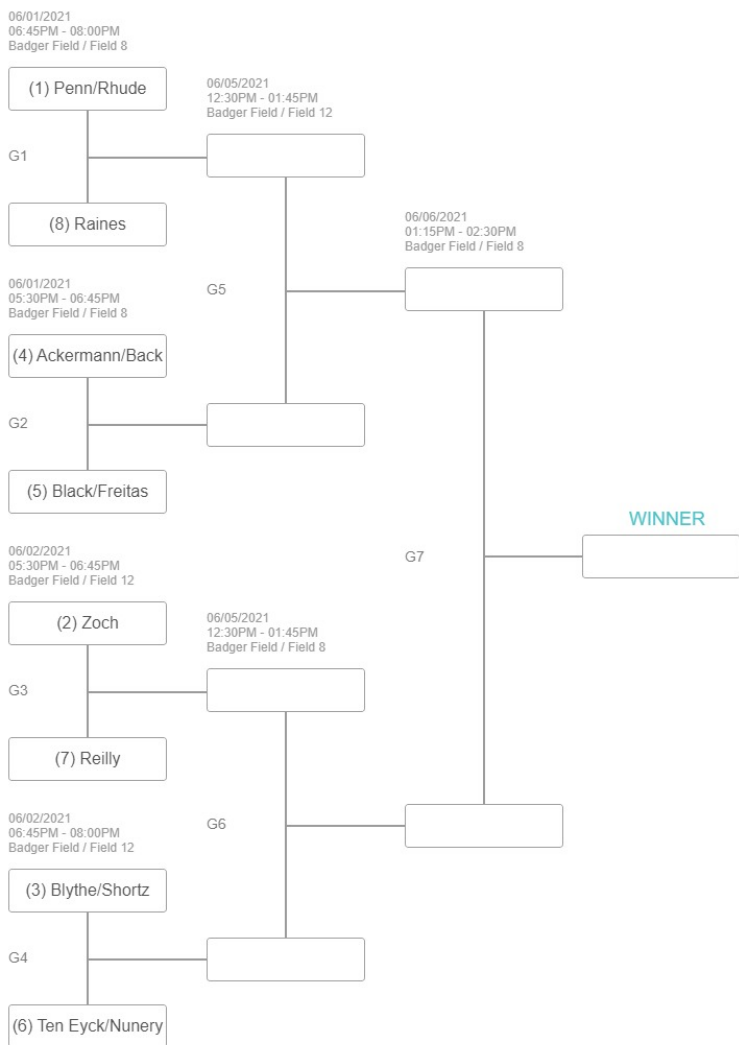 06/01/2021
06:45PM - 08:00PM
Badger Field / Field 8
(1) Penn/Rhude
G1
(8) Raines
06/01/2021
05:30PM - 06:45PM
Badger Field / Field 8
(4) Ackermann/Back
G2
(5) Black/Freitas
06/02/2021
05:30PM - 06:45PM
Badger Field / Field 12
(2) Zoch
G3
(7) Reilly
06/02/2021
06:45PM - 08:00PM
Badger Field / Field 12
(3) Blythe/Shortz
G4
(6) Ten Eyck/Nunery
06/05/2021
12:30PM - 01:45PM
Badger Field / Field 12
G5
06/05/2021
12:30PM - 01:45PM
Badger Field / Field 8
G6
06/06/2021
01:15PM - 02:30PM
Badger Field / Field 8
G7
WINNER